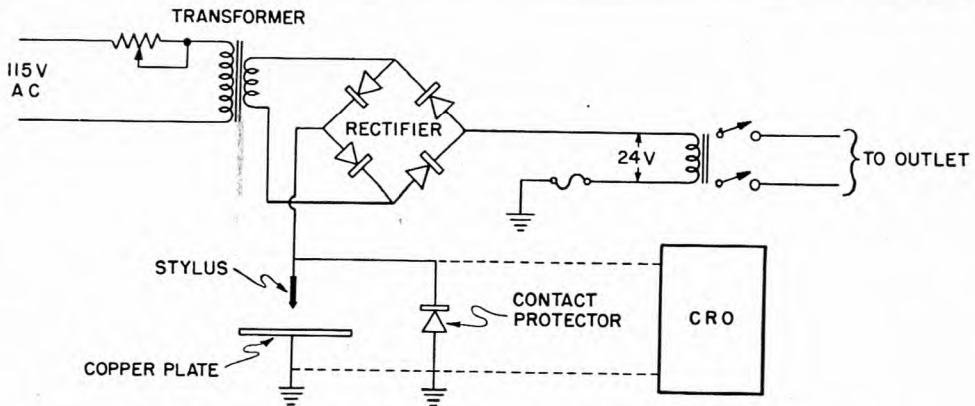 TRANSFORMER
115V
AC
RECTIFIER
24V
TO OUTLET
STYLUS
CONTACT
PROTECTOR
CRO
COPPER PLATE